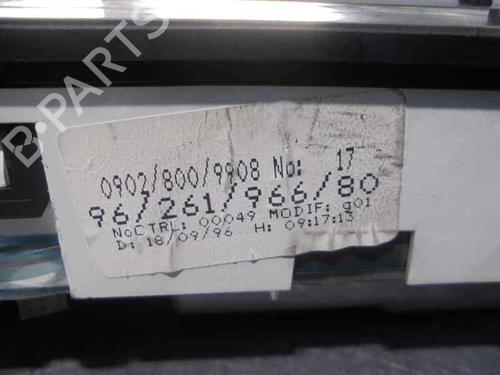 0902/800/9908 No: 17
96/261/966/80
NoCTRL: 00049 MODIF: g01
D: 18/09/96 H: 09:17:13
B-PARTS